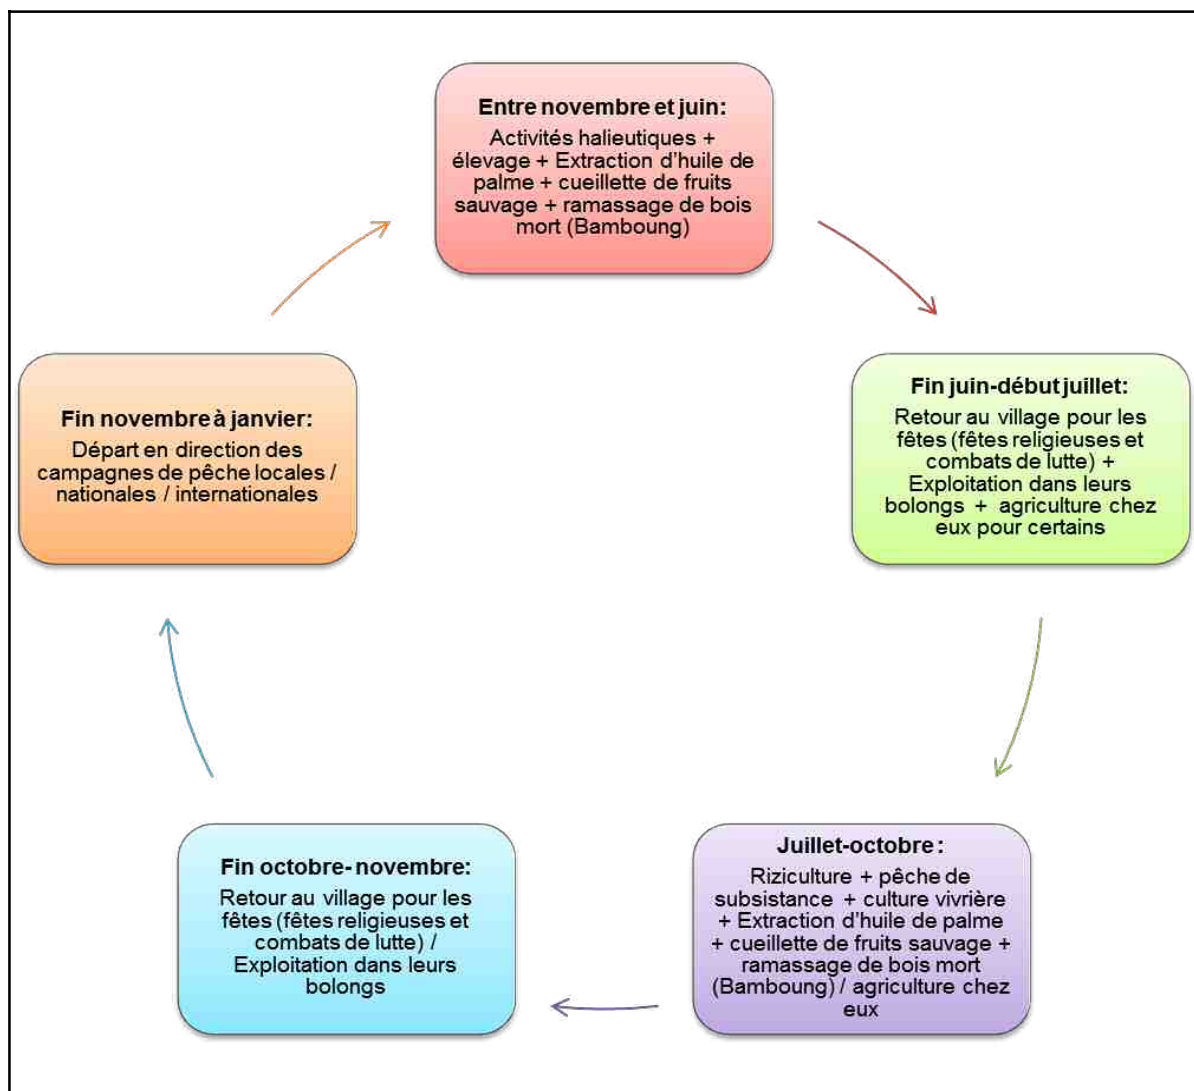 Entre novembre et juin:
Activités halieutiques +
élevage + Extraction d'huile de
palme + cueillette de fruits
sauvage + ramassage de bois
mort (Bamboung)
Fin juin-début juillet:
Retour au village pour les
fêtes (fêtes religieuses et
combats de lutte) +
Exploitation dans leurs
bolongs + agriculture chez
eux pour certains
Juillet-octobre :
Riziculture + pêche de
subsistance + culture vivrière
+ Extraction d'huile de palme
+ cueillette de fruits sauvage +
ramassage de bois mort
(Bamboung) / agriculture chez
eux
Fin octobre- novembre:
Retour au village pour les
fêtes (fêtes religieuses et
combats de lutte) /
Exploitation dans leurs
bolongs
Fin novembre à janvier:
Départ en direction des
campagnes de pêche locales /
nationales / internationales